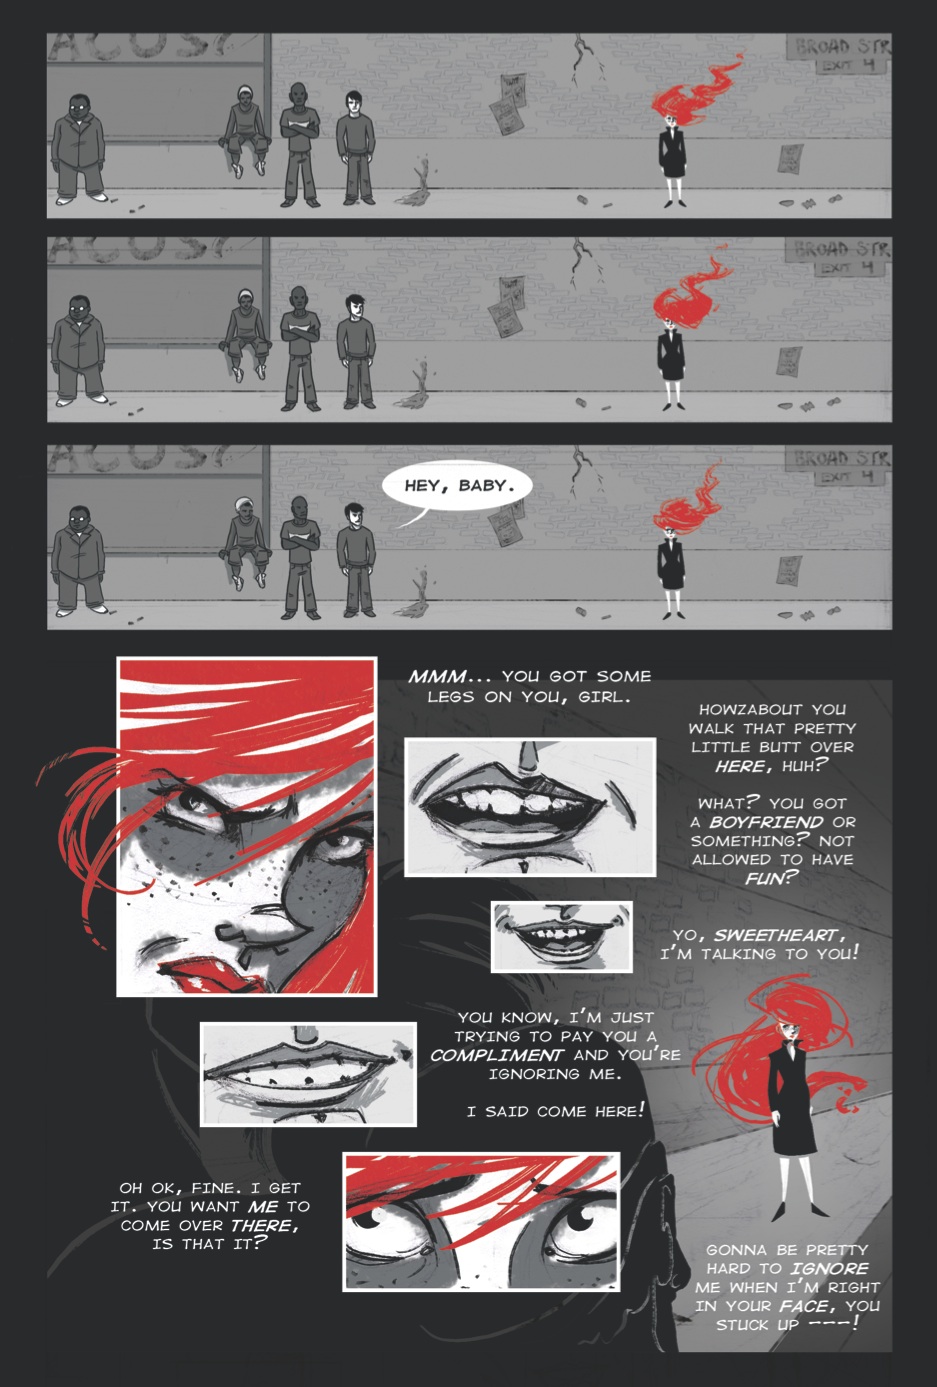 ACOS?
BROAD STR
EXIT 4
ACOS?
BROAD STR
EXIT 4
ACOS?
BROAD STR
EXIT 4
HEY, BABY.
MMM... YOU GOT SOME
LEGS ON YOU, GIRL.
HOWZABOUT YOU
WALK THAT PRETTY
LITTLE BUTT OVER
HERE, HUH?
WHAT? YOU GOT
A BOYFRIEND OR
SOMETHING? NOT
ALLOWED TO HAVE
FUN?
YO, SWEETHEART,
I'M TALKING TO YOU!
YOU KNOW, I'M JUST
TRYING TO PAY YOU A
COMPLIMENT AND YOU'RE
IGNORING ME.
I SAID COME HERE!
OH OK, FINE. I GET
IT. YOU WANT ME TO
COME OVER THERE,
IS THAT IT?
GONNA BE PRETTY
HARD TO IGNORE
ME WHEN I'M RIGHT
IN YOUR FACE, YOU
STUCK UP ---!